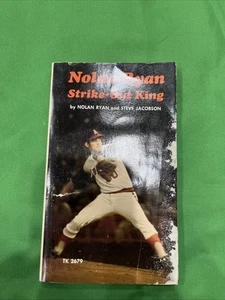 Nolan Ryan
Strike-Out King
by NOLAN RYAN and STEVE JACOBSON
TK 2679